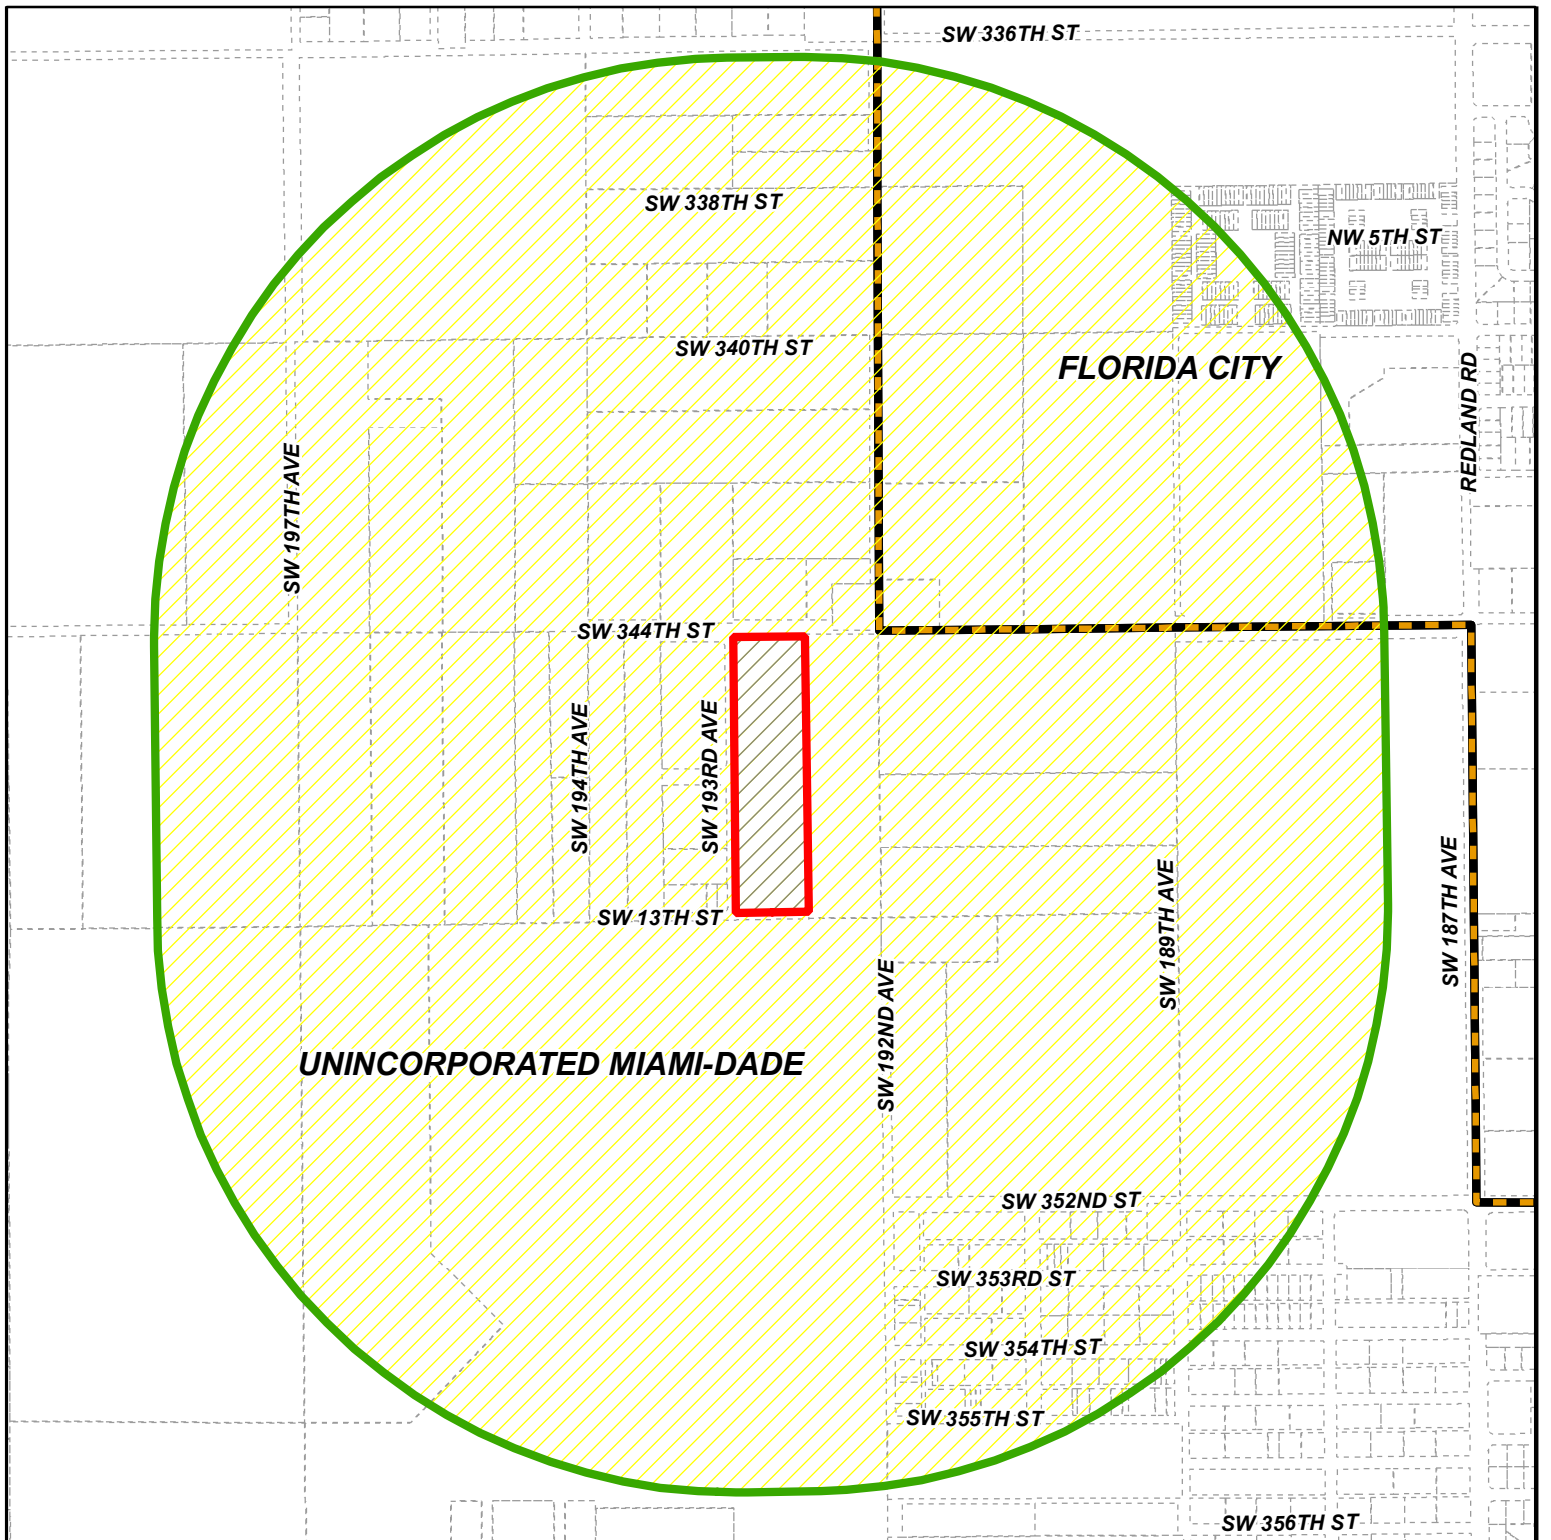 SW 336TH ST
SW 338TH ST
NW 5TH ST
SW 340TH ST
FLORIDA CITY
REDLAND RD
SW 197TH AVE
SW 344TH ST
SW 194TH AVE
SW 193RD AVE
SW 187TH AVE
SW 189TH AVE
SW 13TH ST
SW 192ND AVE
UNINCORPORATED MIAMI-DADE
SW 352ND ST
SW 353RD ST
SW 354TH ST
SW 355TH ST
SW 356TH ST